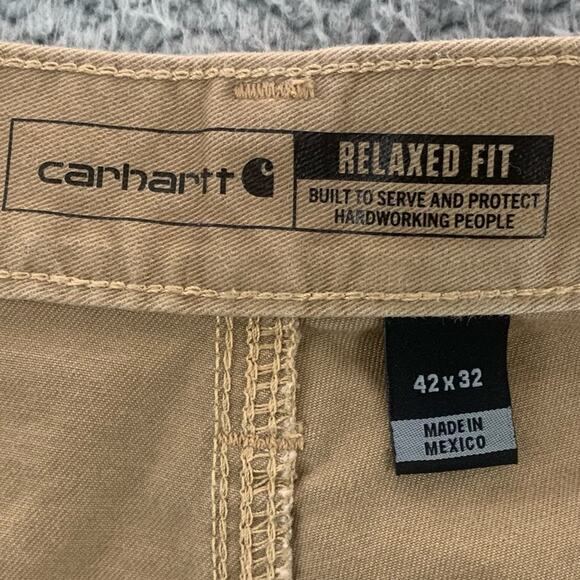 carhartt
RELAXED FIT
BUILT TO SERVE AND PROTECT
HARDWORKING PEOPLE
42 x 32
MADE IN
MEXICO